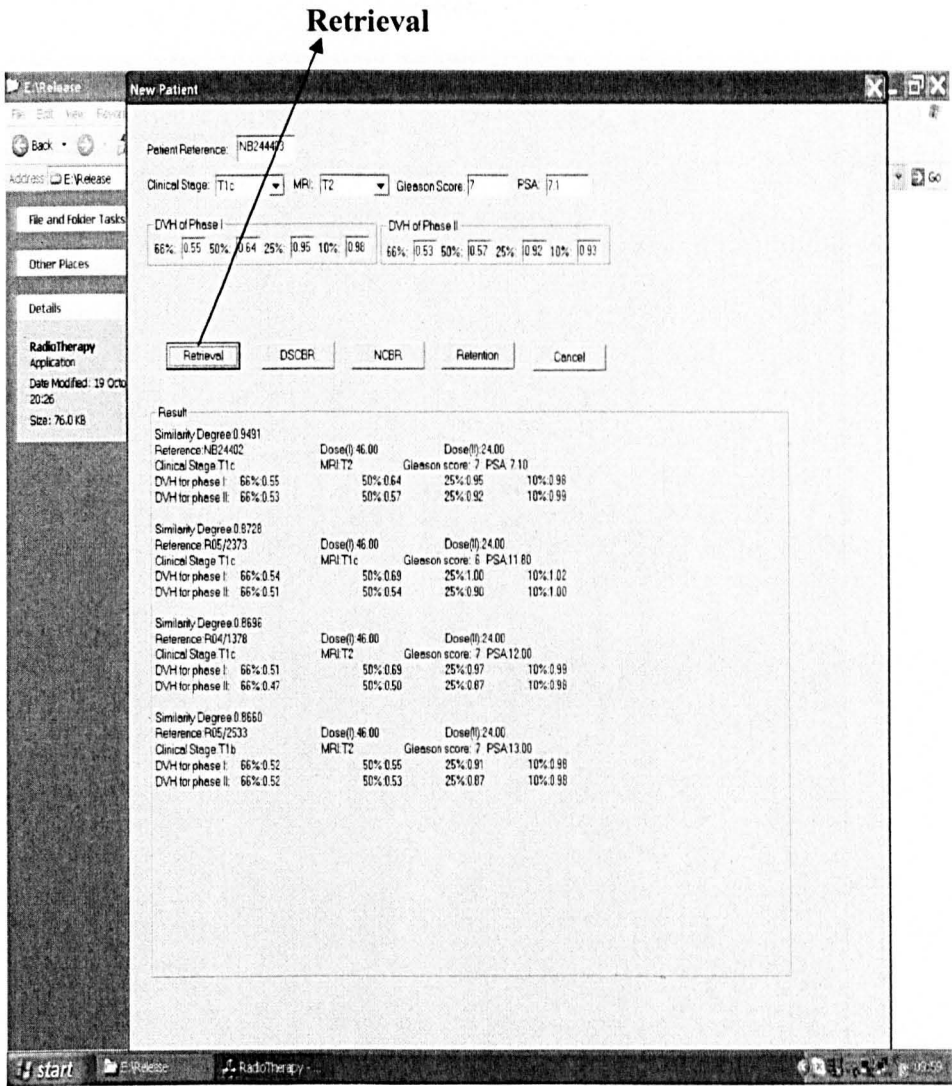 Retrieval
E:\Release
New Patient
File Edit View
Back
Patient Reference:
Address E:\Release
Go
Clinical Stage: T1c MRI: T2 Gleason Score: 7 PSA: 7.1
File and Folder Tasks
DVH of Phase I
DVH of Phase II
66%: 0.55 50%: 0.64 25%: 0.95 10%: 0.98
66%: 0.53 50%: 0.57 25%: 0.92 10%: 0.93
Other Places
Details
RadioTherapy
Application
Date Modified: 19 Octo
20:26
Size: 76.0 KB
Retrieval DSCBR NCBR Retention Cancel
Result
Similarity Degree:0.9491
Reference:NB24402 Dose(I):46.00 Dose(II):24.00
Clinical Stage T1c MRI:T2 Gleason score: 7 PSA:7.10
DVH for phase I: 66%:0.55 50%:0.64 25%:0.95 10%:0.98
DVH for phase II: 66%:0.53 50%:0.57 25%:0.92 10%:0.99
Similarity Degree:0.8728
Reference:R05/2373 Dose(I):46.00 Dose(II):24.00
Clinical Stage T1c MRI:T1c Gleason score: 6 PSA:11.80
DVH for phase I: 66%:0.54 50%:0.69 25%:1.00 10%:1.02
DVH for phase II: 66%:0.51 50%:0.54 25%:0.90 10%:1.00
Similarity Degree:0.8696
Reference:R04/1378 Dose(I):46.00 Dose(II):24.00
Clinical Stage T1c MRI:T2 Gleason score: 7 PSA:12.00
DVH for phase I: 66%:0.51 50%:0.69 25%:0.97 10%:0.99
DVH for phase II: 66%:0.47 50%:0.50 25%:0.87 10%:0.98
Similarity Degree:0.8660
Reference:R05/2533 Dose(I):46.00 Dose(II):24.00
Clinical Stage T1b MRI:T2 Gleason score: 7 PSA:13.00
DVH for phase I: 66%:0.52 50%:0.55 25%:0.91 10%:0.98
DVH for phase II: 66%:0.52 50%:0.53 25%:0.87 10%:0.98
start E:\Release RadioTherapy - ...